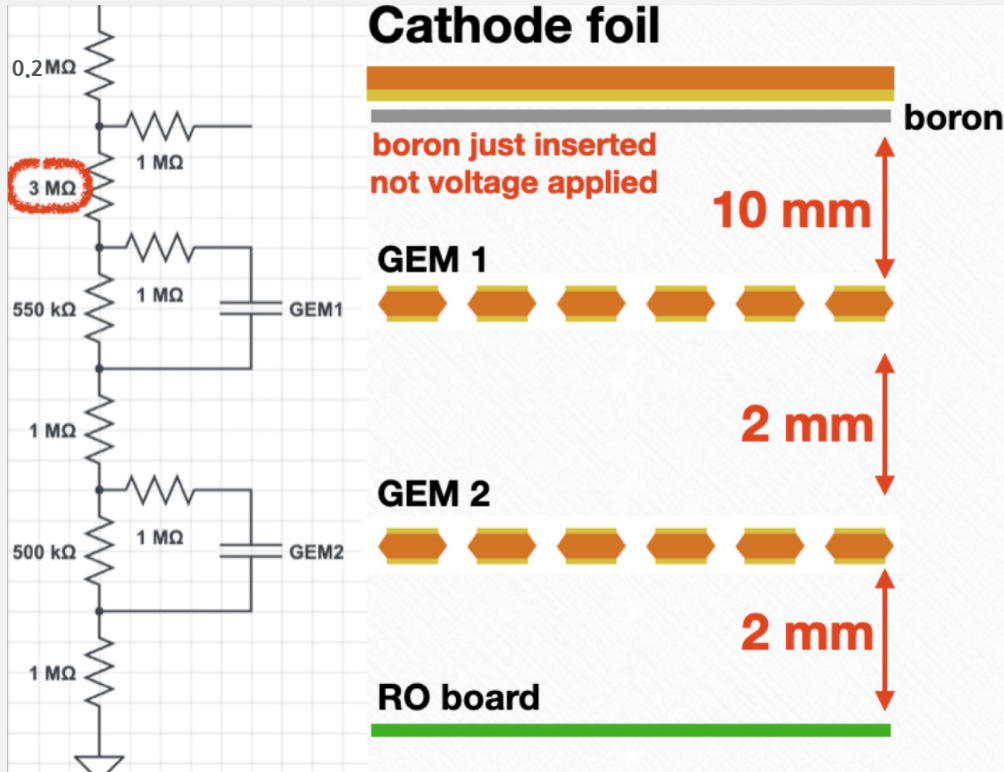 Cathode foil
0.2MΩ
boron
1 MΩ
boron just inserted
not voltage applied
3 MΩ
10 mm
GEM 1
1 MΩ
550 kΩ
GEM1
2 mm
1 MΩ
GEM 2
1 MΩ
500 kΩ
GEM2
2 mm
1 MΩ
RO board